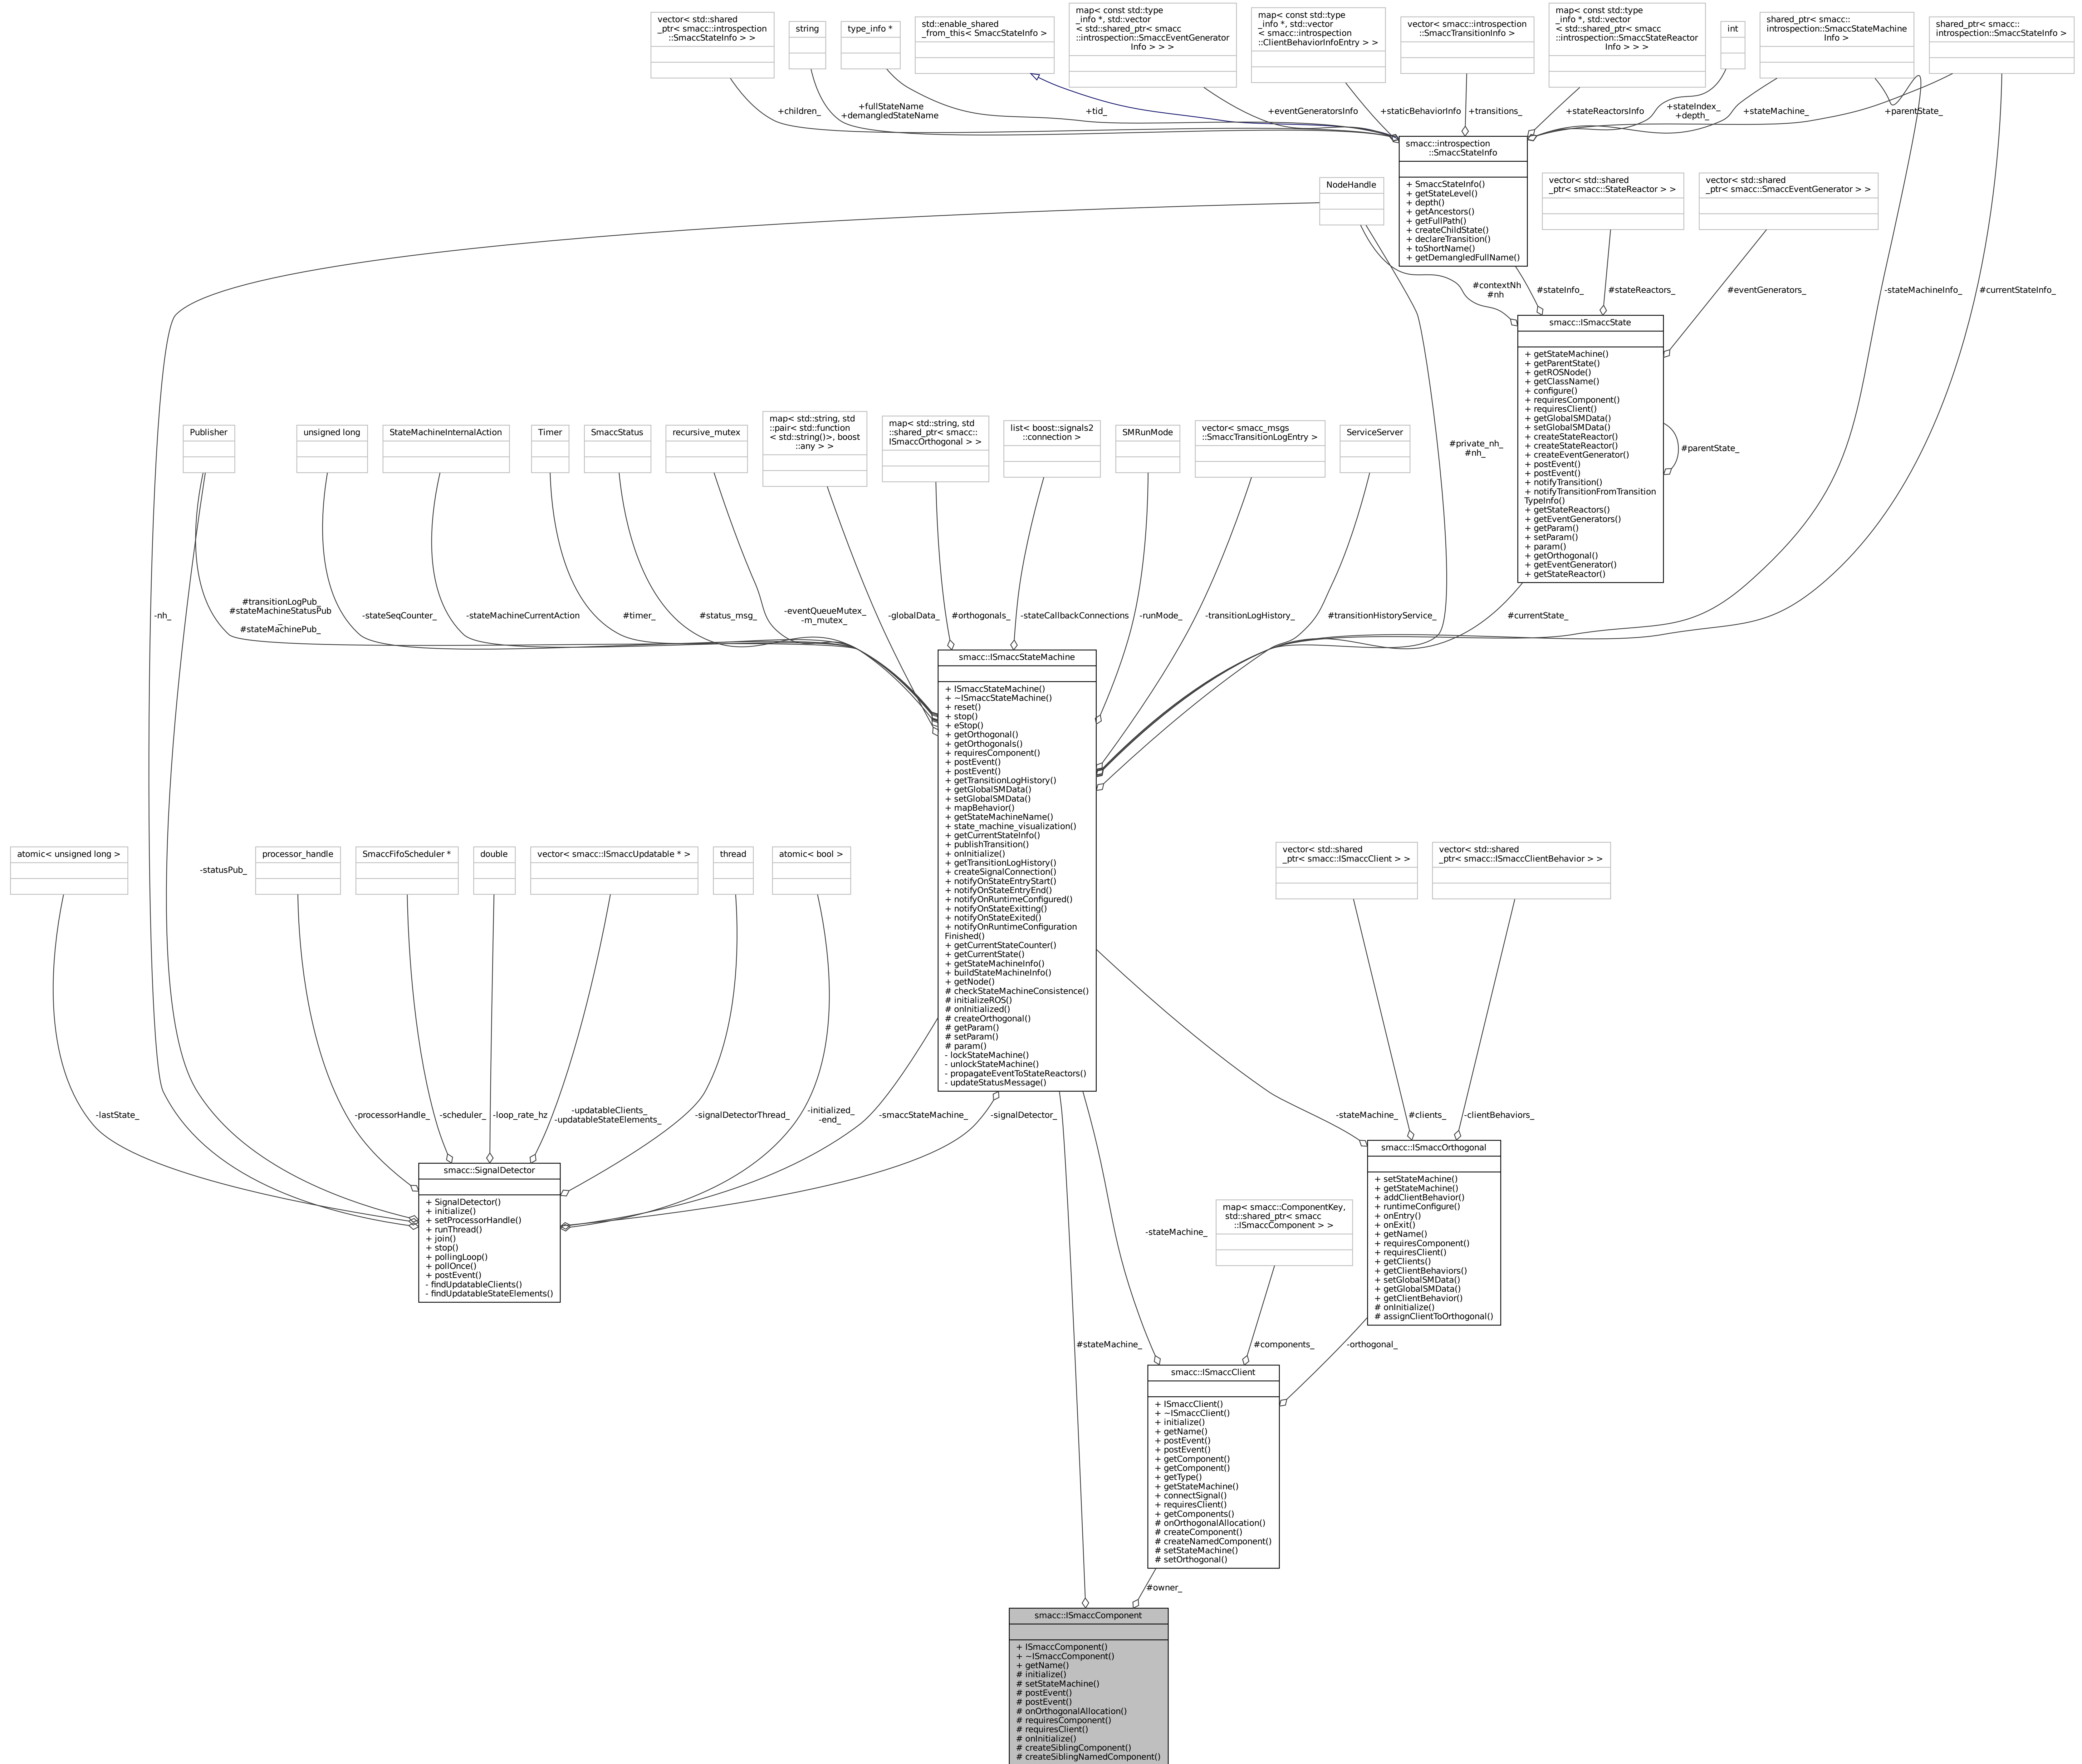 vector< std::shared
_ptr< smacc::introspection
::SmaccStateInfo > >
string
type_info *
std::enable_shared
_from_this< SmaccStateInfo >
map< const std::type
_info *, std::vector
< std::shared_ptr< smacc
::introspection::SmaccEventGenerator
Info > > >
map< const std::type
_info *, std::vector
< smacc::introspection
::ClientBehaviorInfoEntry > >
vector< smacc::introspection
::SmaccTransitionInfo >
map< const std::type
_info *, std::vector
< std::shared_ptr< smacc
::introspection::SmaccStateReactor
Info > > >
int
shared_ptr< smacc::
introspection::SmaccStateMachine
Info >
shared_ptr< smacc::
introspection::SmaccStateInfo >
+children_
+fullStateName
+demangledStateName
+tid_
+eventGeneratorsInfo
+staticBehaviorInfo
+transitions_
+stateReactorsInfo
+stateIndex_
+depth_
+stateMachine_
+parentState_
smacc::introspection
::SmaccStateInfo
+ SmaccStateInfo()
+ getStateLevel()
+ depth()
+ getAncestors()
+ getFullPath()
+ createChildState()
+ declareTransition()
+ toShortName()
+ getDemangledFullName()
NodeHandle
vector< std::shared
_ptr< smacc::StateReactor > >
vector< std::shared
_ptr< smacc::SmaccEventGenerator > >
#contextNh
#nh
#stateInfo_
#stateReactors_
#eventGenerators_
-stateMachineInfo_
#currentStateInfo_
smacc::ISmaccState
+ getStateMachine()
+ getParentState()
+ getROSNode()
+ getClassName()
+ configure()
+ requiresComponent()
+ requiresClient()
+ getGlobalSMData()
+ setGlobalSMData()
+ createStateReactor()
+ createStateReactor()
+ createEventGenerator()
+ postEvent()
+ postEvent()
+ notifyTransition()
+ notifyTransitionFromTransition
TypeInfo()
+ getStateReactors()
+ getEventGenerators()
+ getParam()
+ setParam()
+ param()
+ getOrthogonal()
+ getEventGenerator()
+ getStateReactor()
#parentState_
Publisher
unsigned long
StateMachineInternalAction
Timer
SmaccStatus
recursive_mutex
map< std::string, std
::pair< std::function
< std::string()>, boost
::any > >
map< std::string, std
::shared_ptr< smacc::
ISmaccOrthogonal > >
list< boost::signals2
::connection >
SMRunMode
vector< smacc_msgs
::SmaccTransitionLogEntry >
ServiceServer
#private_nh_
#nh_
-nh_
#transitionLogPub_
#stateMachineStatusPub
_
#stateMachinePub_
-stateSeqCounter_
-stateMachineCurrentAction
#timer_
#status_msg_
-eventQueueMutex_
-m_mutex_
-globalData_
#orthogonals_
-stateCallbackConnections
-runMode_
-transitionLogHistory_
#transitionHistoryService_
#currentState_
smacc::ISmaccStateMachine
+ ISmaccStateMachine()
+ ~ISmaccStateMachine()
+ reset()
+ stop()
+ eStop()
+ getOrthogonal()
+ getOrthogonals()
+ requiresComponent()
+ postEvent()
+ postEvent()
+ getTransitionLogHistory()
+ getGlobalSMData()
+ setGlobalSMData()
+ mapBehavior()
+ getStateMachineName()
+ state_machine_visualization()
+ getCurrentStateInfo()
+ publishTransition()
+ onInitialize()
+ getTransitionLogHistory()
+ createSignalConnection()
+ notifyOnStateEntryStart()
+ notifyOnStateEntryEnd()
+ notifyOnRuntimeConfigured()
+ notifyOnStateExitting()
+ notifyOnStateExited()
+ notifyOnRuntimeConfiguration
Finished()
+ getCurrentStateCounter()
+ getCurrentState()
+ getStateMachineInfo()
+ buildStateMachineInfo()
+ getNode()
# checkStateMachineConsistence()
# initializeROS()
# onInitialized()
# createOrthogonal()
# getParam()
# setParam()
# param()
- lockStateMachine()
- unlockStateMachine()
- propagateEventToStateReactors()
- updateStatusMessage()
atomic< unsigned long >
-statusPub_
processor_handle
SmaccFifoScheduler *
double
vector< smacc::ISmaccUpdatable * >
thread
atomic< bool >
vector< std::shared
_ptr< smacc::ISmaccClient > >
vector< std::shared
_ptr< smacc::ISmaccClientBehavior > >
-lastState_
-processorHandle_
-scheduler_
-loop_rate_hz
-updatableClients_
-updatableStateElements_
-signalDetectorThread_
-initialized_
-end_
-smaccStateMachine_
-signalDetector_
-stateMachine_
#clients_
-clientBehaviors_
smacc::SignalDetector
+ SignalDetector()
+ initialize()
+ setProcessorHandle()
+ runThread()
+ join()
+ stop()
+ pollingLoop()
+ pollOnce()
+ postEvent()
- findUpdatableClients()
- findUpdatableStateElements()
smacc::ISmaccOrthogonal
+ setStateMachine()
+ getStateMachine()
+ addClientBehavior()
+ runtimeConfigure()
+ onEntry()
+ onExit()
+ getName()
+ requiresComponent()
+ requiresClient()
+ getClients()
+ getClientBehaviors()
+ setGlobalSMData()
+ getGlobalSMData()
+ getClientBehavior()
# onInitialize()
# assignClientToOrthogonal()
-stateMachine_
map< smacc::ComponentKey,
std::shared_ptr< smacc
::ISmaccComponent > >
#stateMachine_
#components_
-orthogonal_
smacc::ISmaccClient
+ ISmaccClient()
+ ~ISmaccClient()
+ initialize()
+ getName()
+ postEvent()
+ postEvent()
+ getComponent()
+ getComponent()
+ getType()
+ getStateMachine()
+ connectSignal()
+ requiresClient()
+ getComponents()
# onOrthogonalAllocation()
# createComponent()
# createNamedComponent()
# setStateMachine()
# setOrthogonal()
#owner_
smacc::ISmaccComponent
+ ISmaccComponent()
+ ~ISmaccComponent()
+ getName()
# initialize()
# setStateMachine()
# postEvent()
# postEvent()
# onOrthogonalAllocation()
# requiresComponent()
# requiresClient()
# onInitialize()
# createSiblingComponent()
# createSiblingNamedComponent()